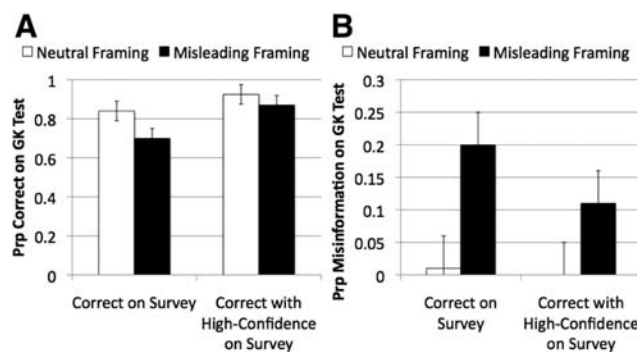 A
□ Neutral Framing ■ Misleading Framing
Prp Correct on GK Test
1
0.8
0.6
0.4
0.2
0
Correct on Survey
Correct with
High-Confidence
on Survey
B
□ Neutral Framing ■ Misleading Framing
Prp Misinformation on GK Test
0.3
0.25
0.2
0.15
0.1
0.05
0
Correct on
Survey
Correct with
High-Confidence
on Survey